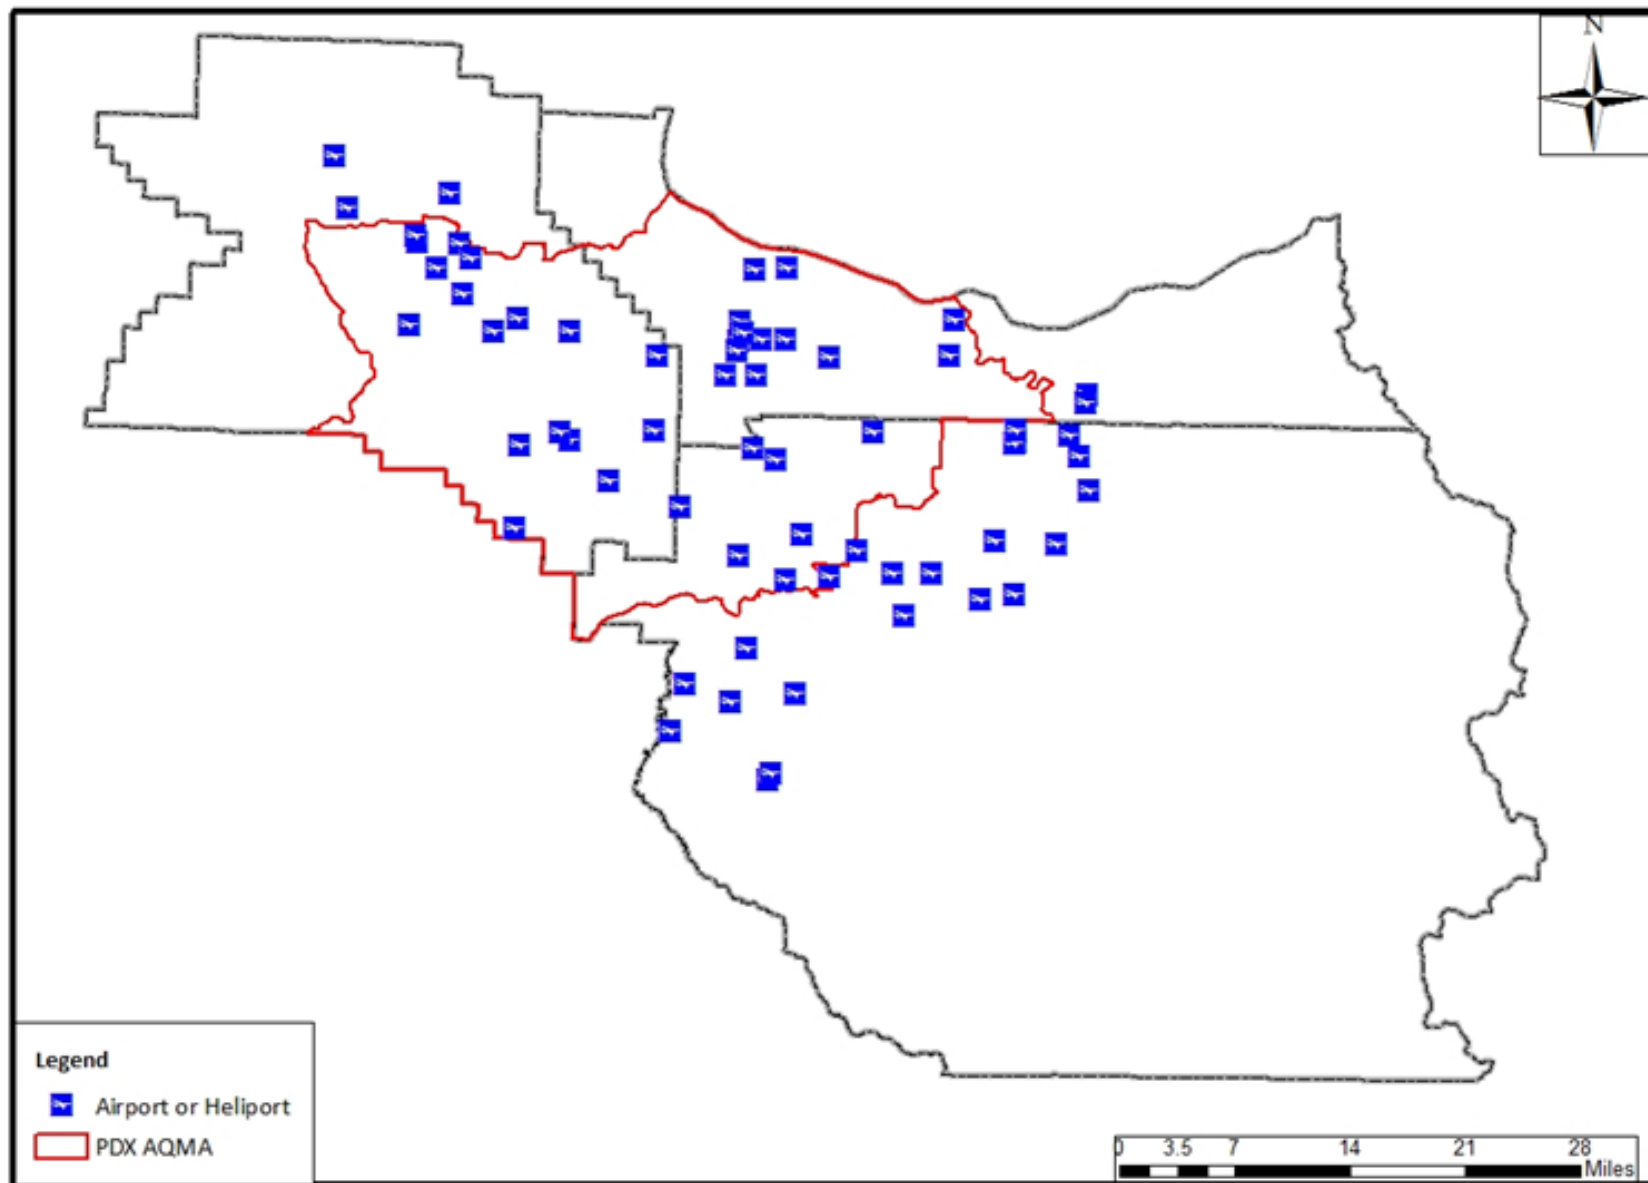 N
Legend
Airport or Heliport
PDX AQMA
0 3.5 7 14 21 28
Miles